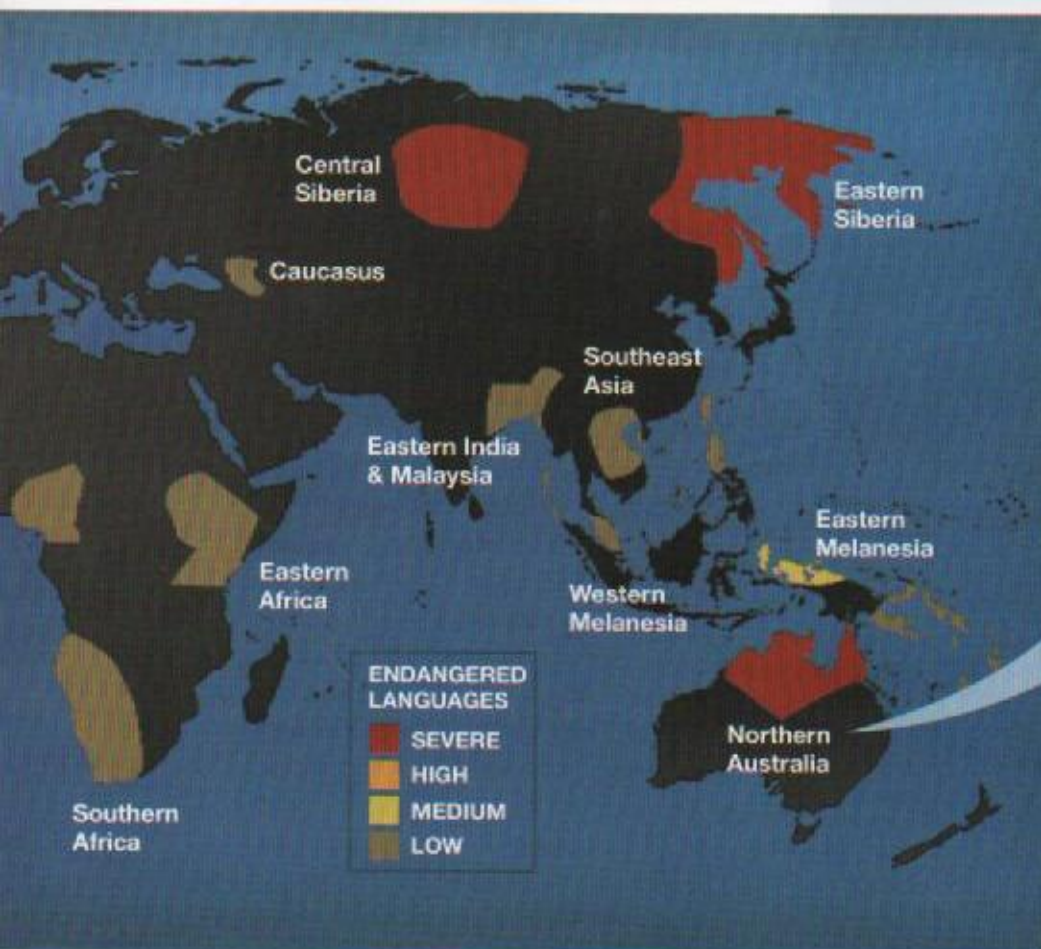 Central
Siberia
Eastern
Siberia
Caucasus
Southeast
Asia
Eastern India
& Malaysia
Eastern
Melanesia
Eastern
Africa
Western
Melanesia
ENDANGERED
LANGUAGES
SEVERE
HIGH
MEDIUM
LOW
Northern
Australia
Southern
Africa